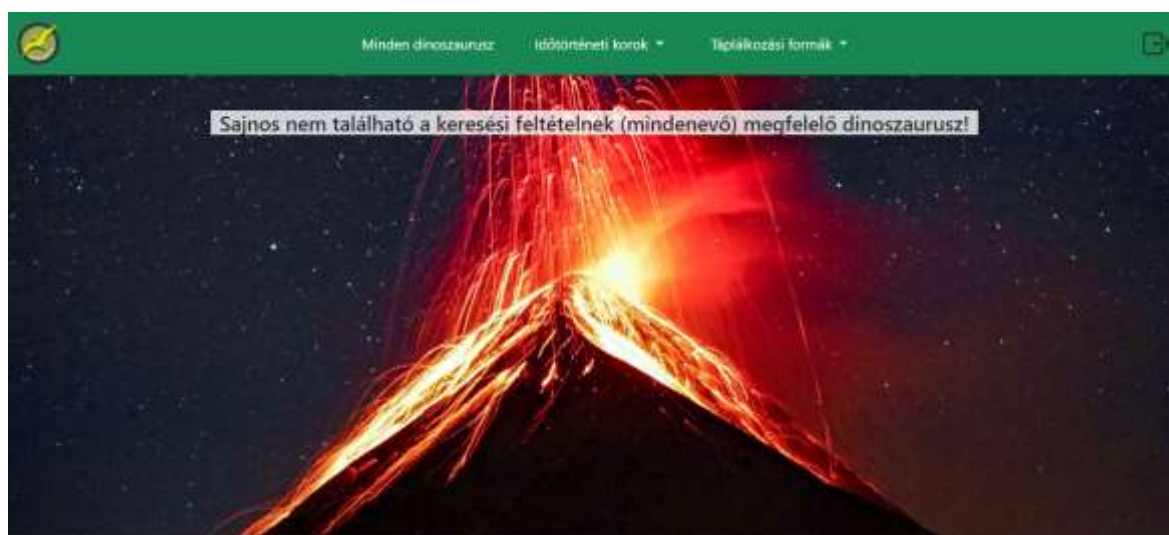 Minden dinoszaurusz Időtörténeti korok Táplálkozási formák
Sajnos nem található a keresési feltételnek (mindenevő) megfelelő dinoszaurusz!